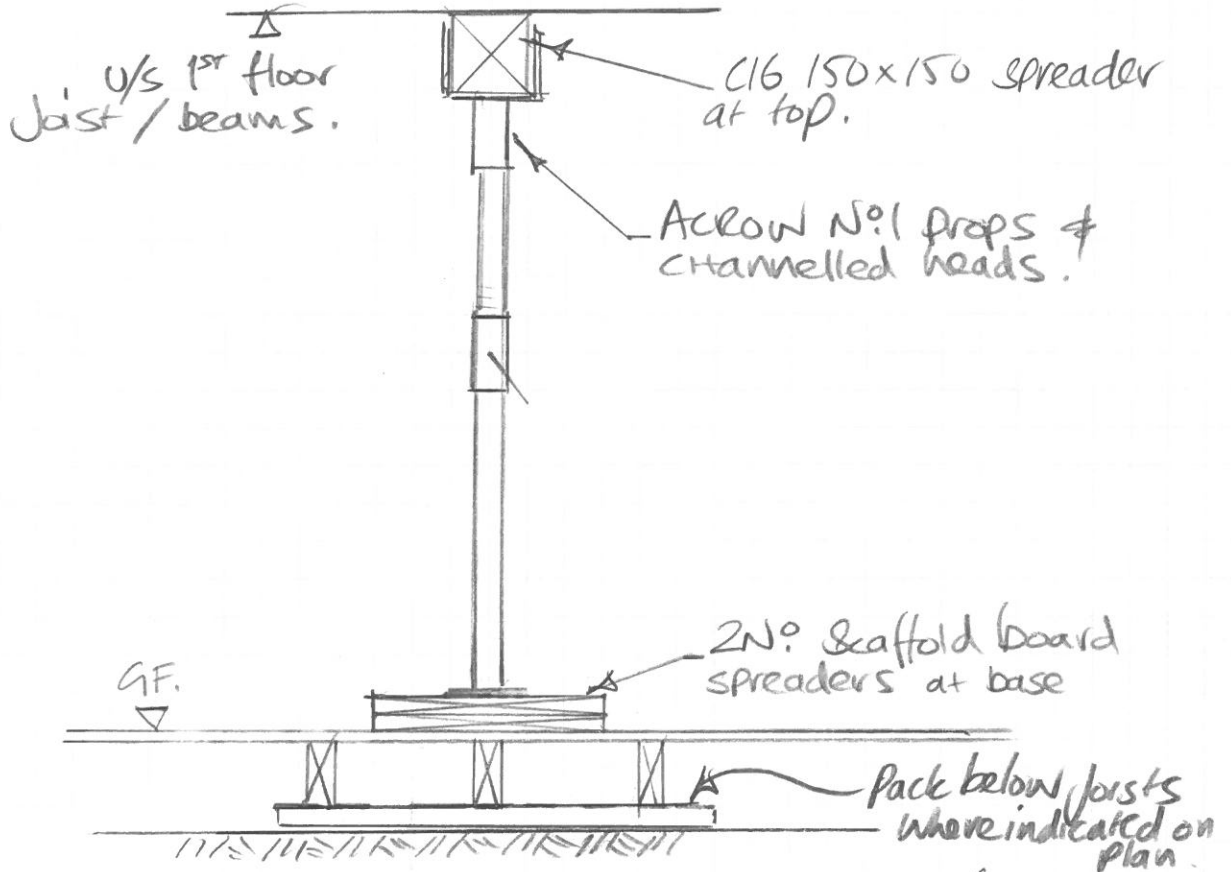 U/S 1ST floor
Joist / beams.
C16 150x150 spreader
at top.
ACROW Nº1 props &
CHannelled heads.
2Nº Scaffold board
spreaders at base
GF.
Pack below joists
where indicated on
plan.